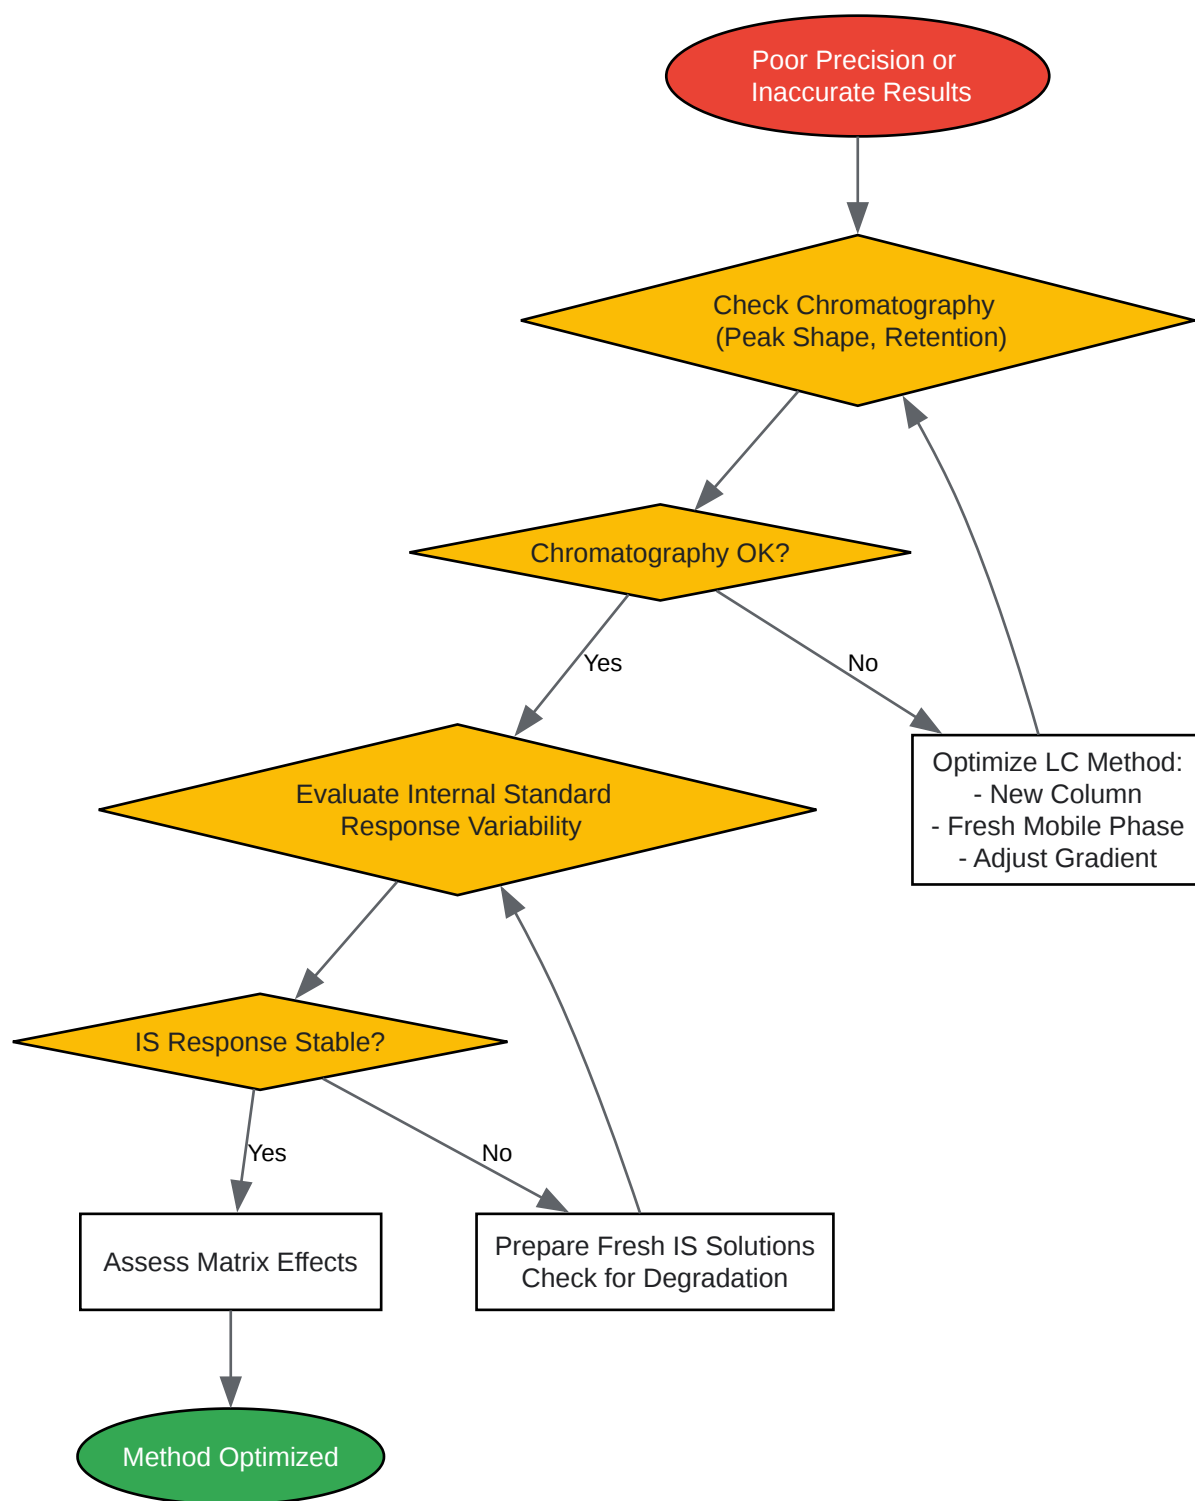 Poor Precision or
Inaccurate Results
Check Chromatography
(Peak Shape, Retention)
Chromatography OK?
Yes
No
Optimize LC Method:
- New Column
- Fresh Mobile Phase
- Adjust Gradient
Evaluate Internal Standard
Response Variability
IS Response Stable?
Yes
No
Assess Matrix Effects
Prepare Fresh IS Solutions
Check for Degradation
Method Optimized